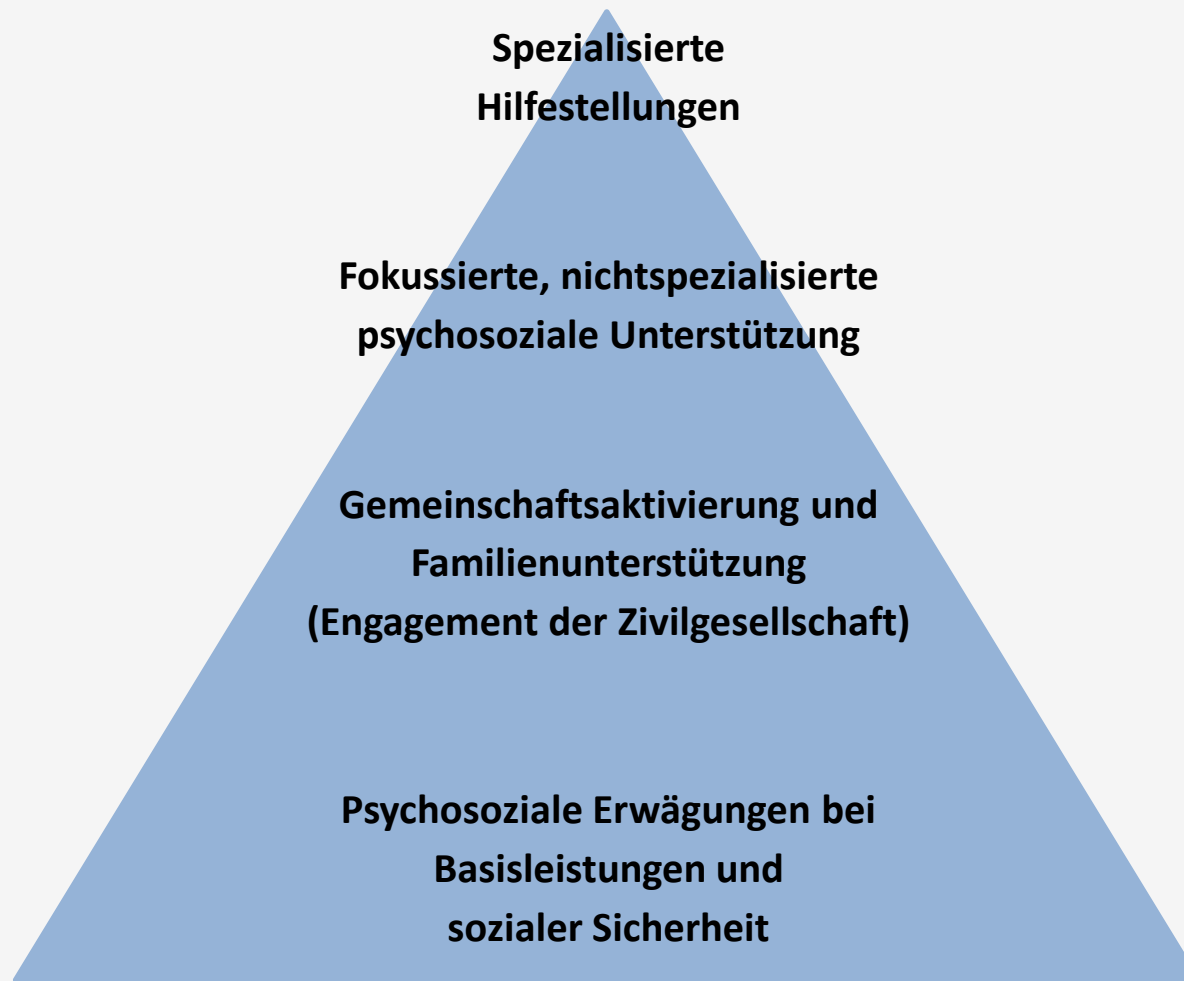 Spezialisierte
Hilfestellungen
Fokussierte, nichtspezialisierte
psychosoziale Unterstützung
Gemeinschaftsaktivierung und
Familienunterstützung
(Engagement der Zivilgesellschaft)
Psychosoziale Erwägungen bei
Basisleistungen und
sozialer Sicherheit